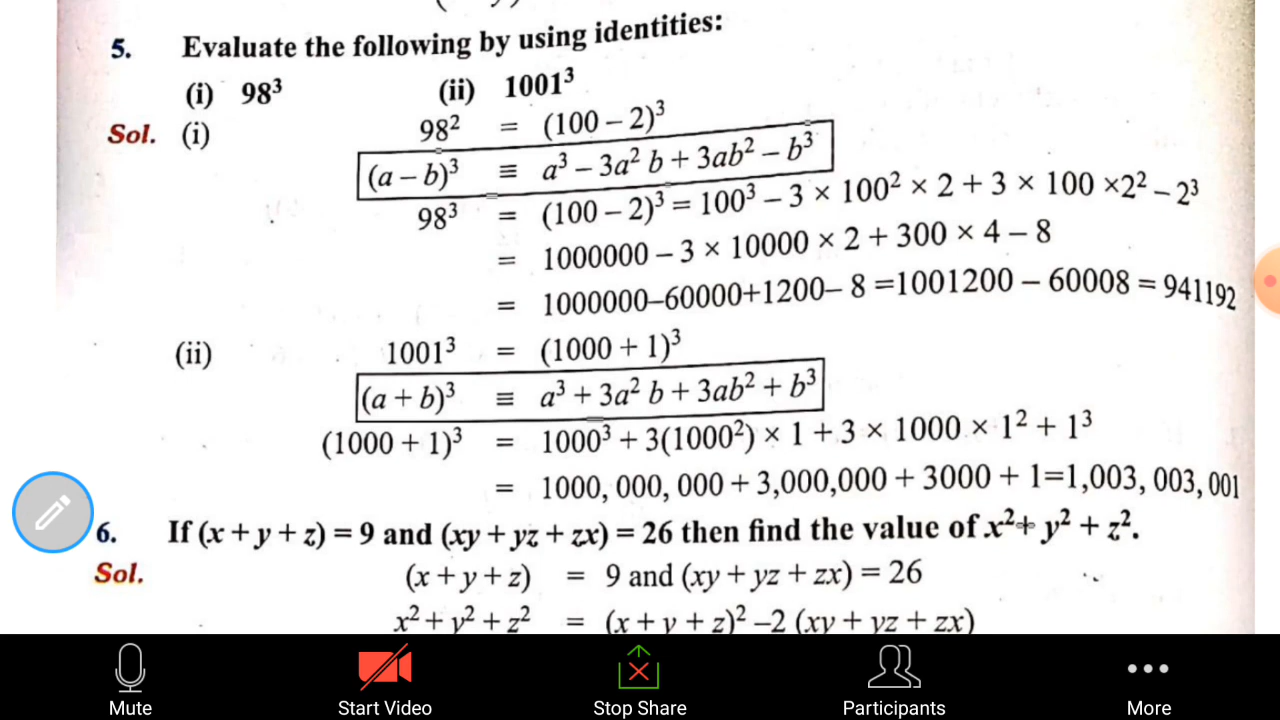 5. Evaluate the following by using identities:
(i) 98³ (ii) 1001³
Sol. (i) 98² = (100 – 2)³
(a – b)³ ≡ a³ – 3a² b + 3ab² – b³
98³ = (100 – 2)³ = 100³ – 3 × 100² × 2 + 3 × 100 ×2² – 2³
= 1000000 – 3 × 10000 × 2 + 300 × 4 – 8
= 1000000–60000+1200– 8 =1001200 – 60008 = 941192
(ii) 1001³ = (1000 + 1)³
(a + b)³ ≡ a³ + 3a² b + 3ab² + b³
(1000 + 1)³ = 1000³ + 3(1000²) × 1 + 3 × 1000 × 1² + 1³
= 1000, 000, 000 + 3,000,000 + 3000 + 1=1,003, 003, 001
6. If (x + y + z) = 9 and (xy + yz + zx) = 26 then find the value of x² + y² + z².
Sol. (x + y + z) = 9 and (xy + yz + zx) = 26
x² + y² + z² = (x + y + z)² –2 (xy + yz + zx)
Mute Start Video Stop Share Participants More